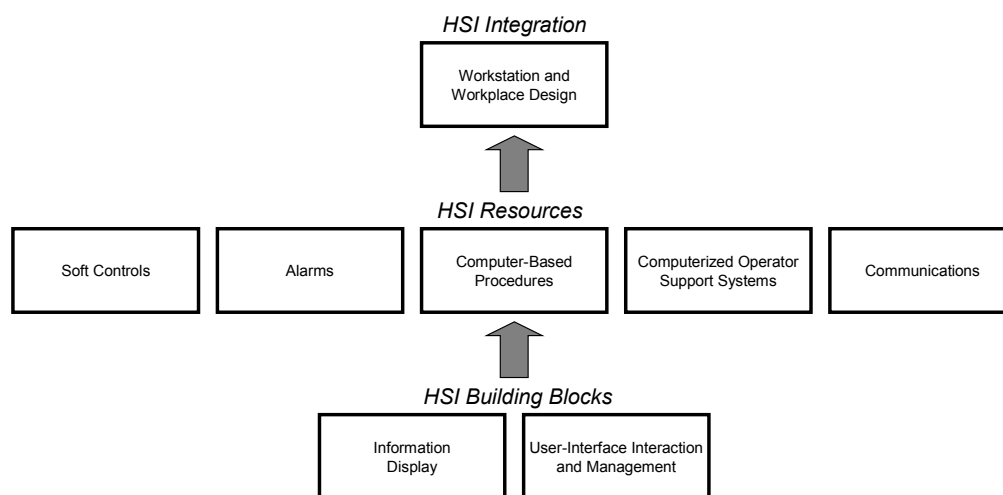 HSI Integration
Workstation and
Workplace Design
HSI Resources
Soft Controls
Alarms
Computer-Based
Procedures
Computerized Operator
Support Systems
Communications
HSI Building Blocks
Information
Display
User-Interface Interaction
and Management